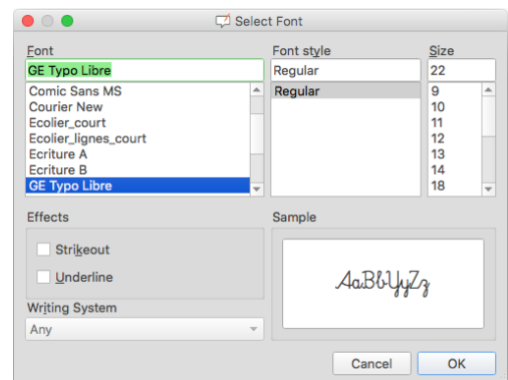 Select Font
Font
Font style
Size
GE Typo Libre
Regular
22
Comic Sans MS
Courier New
Ecolier_court
Ecolier_lignes_court
Ecriture A
Ecriture B
GE Typo Libre
Regular
9
10
11
12
13
14
18
Effects
Strikeout
Underline
Sample
AaBbYyZz
Writing System
Any
Cancel
OK